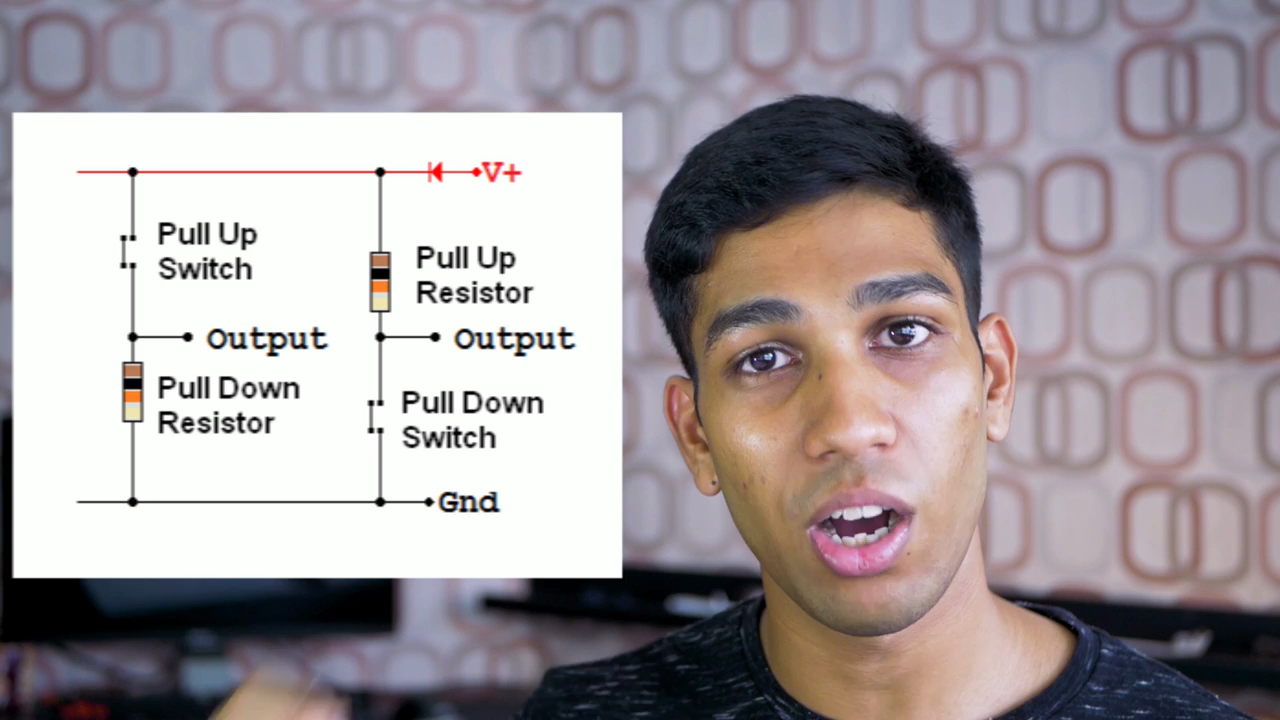 V+
Pull Up
Switch
Pull Up
Resistor
Output
Output
Pull Down
Resistor
Pull Down
Switch
Gnd